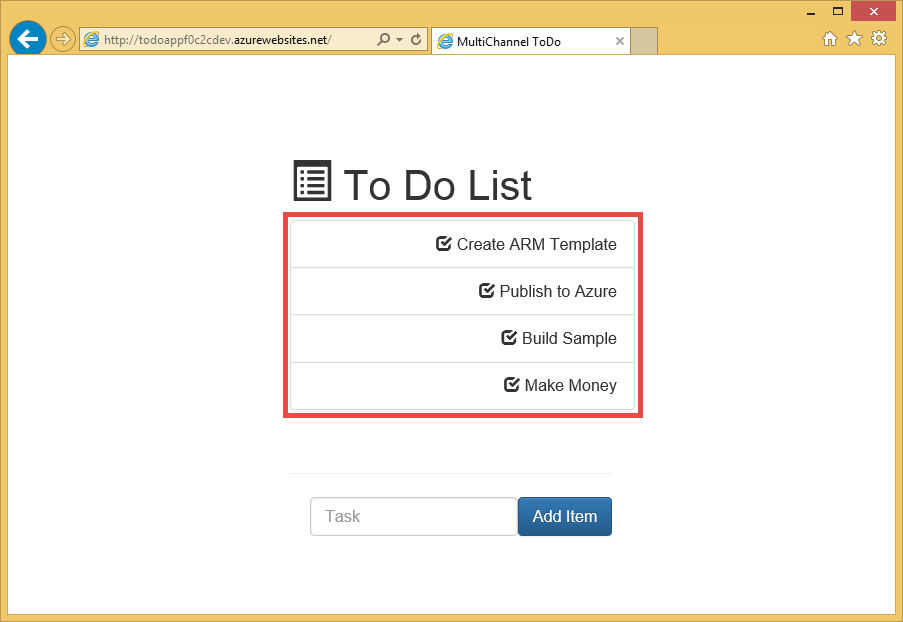 http://todoappf0c2cdev.azurewebsites.net/
MultiChannel ToDo
To Do List
Create ARM Template
Publish to Azure
Build Sample
Make Money
Task
Add Item